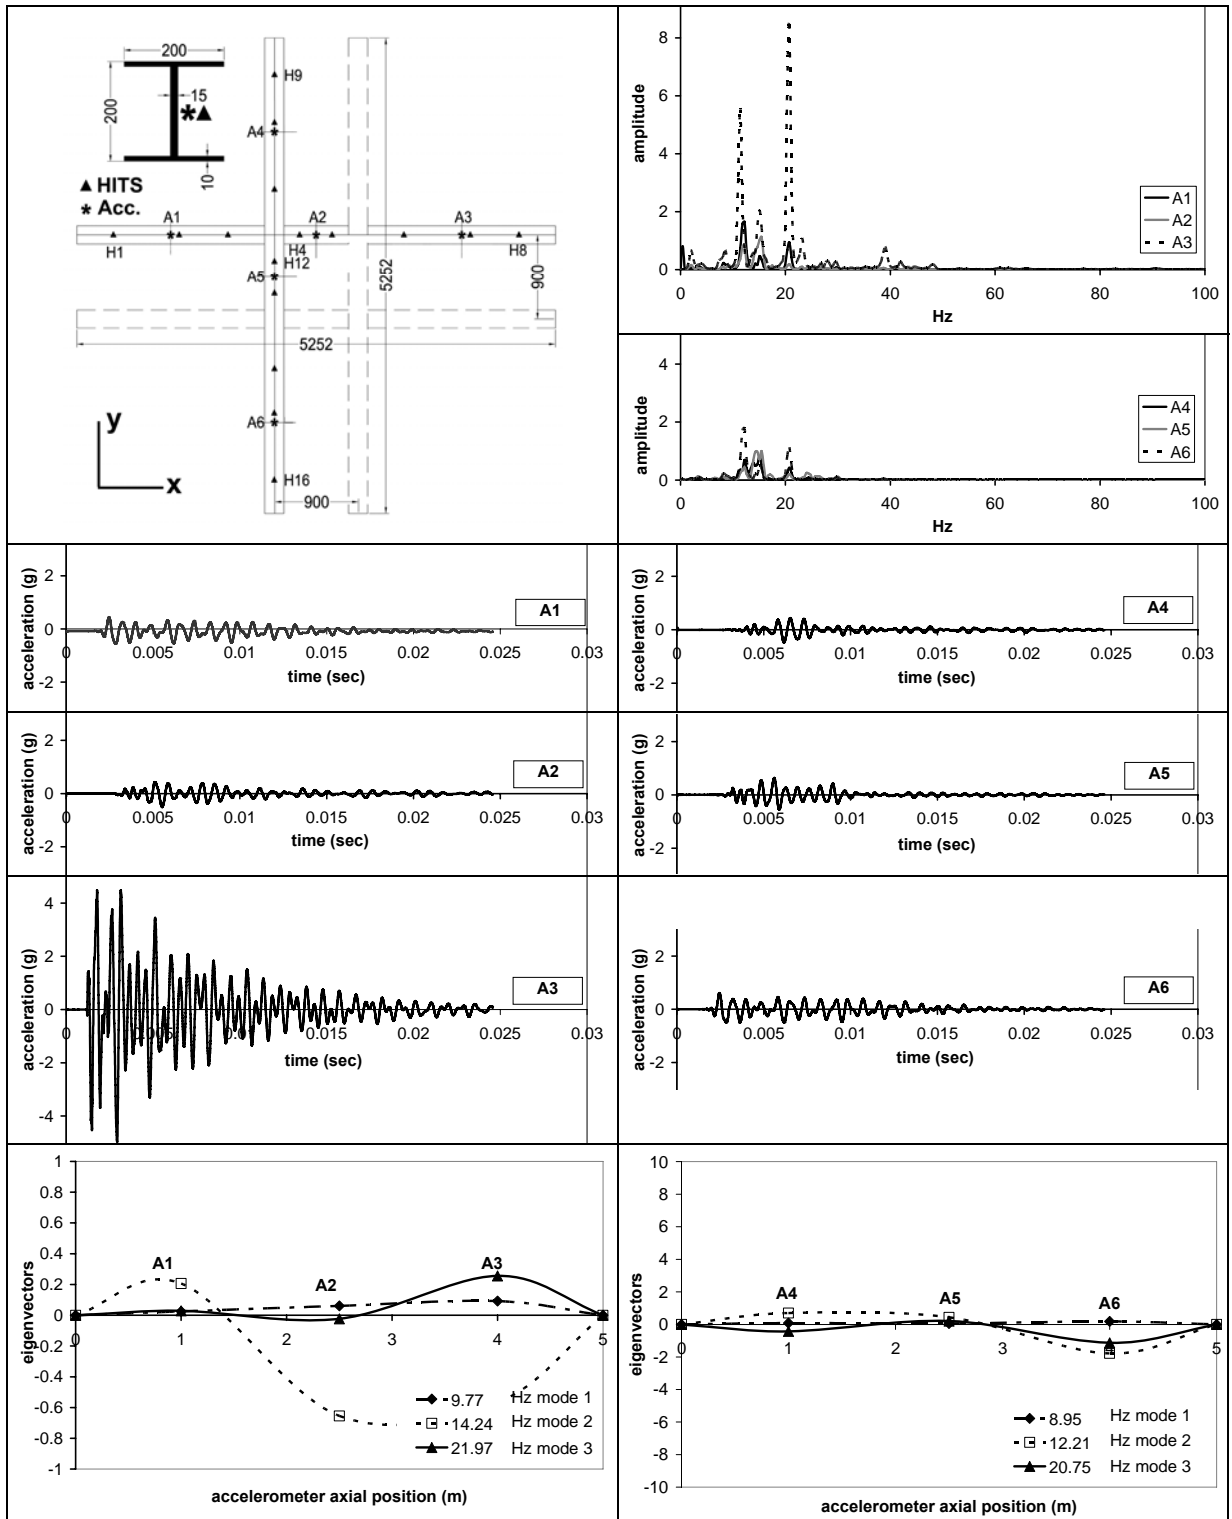 200
200
15
10
▲ HITS
* Acc.
H9
A4
A1
A2
A3
H1
H4
H8
H12
A5
5252
900
5252
A6
H16
900
y
x
amplitude
8
6
4
2
0
0 20 40 60 80 100
Hz
A1
A2
A3
amplitude
4
2
0
0 20 40 60 80 100
Hz
A4
A5
A6
acceleration (g)
2
0
-2
0 0.005 0.01 0.015 0.02 0.025 0.03
time (sec)
A1
acceleration (g)
2
0
-2
0 0.005 0.01 0.015 0.02 0.025 0.03
time (sec)
A4
acceleration (g)
2
0
-2
0 0.005 0.01 0.015 0.02 0.025 0.03
time (sec)
A2
acceleration (g)
2
0
-2
0 0.005 0.01 0.015 0.02 0.025 0.03
time (sec)
A5
acceleration (g)
4
2
0
-2
-4
0 0.005 0.01 0.015 0.02 0.025 0.03
time (sec)
A3
acceleration (g)
2
0
-2
0 0.005 0.01 0.015 0.02 0.025 0.03
time (sec)
A6
eigenvectors
1
0.8
0.6
0.4
0.2
0
-0.2
-0.4
-0.6
-0.8
-1
0 1 2 3 4 5
A1
A2
A3
9.77 Hz mode 1
14.24 Hz mode 2
21.97 Hz mode 3
accelerometer axial position (m)
eigenvectors
10
8
6
4
2
0
-2
-4
-6
-8
-10
0 1 2 3 4 5
A4
A5
A6
8.95 Hz mode 1
12.21 Hz mode 2
20.75 Hz mode 3
accelerometer axial position (m)